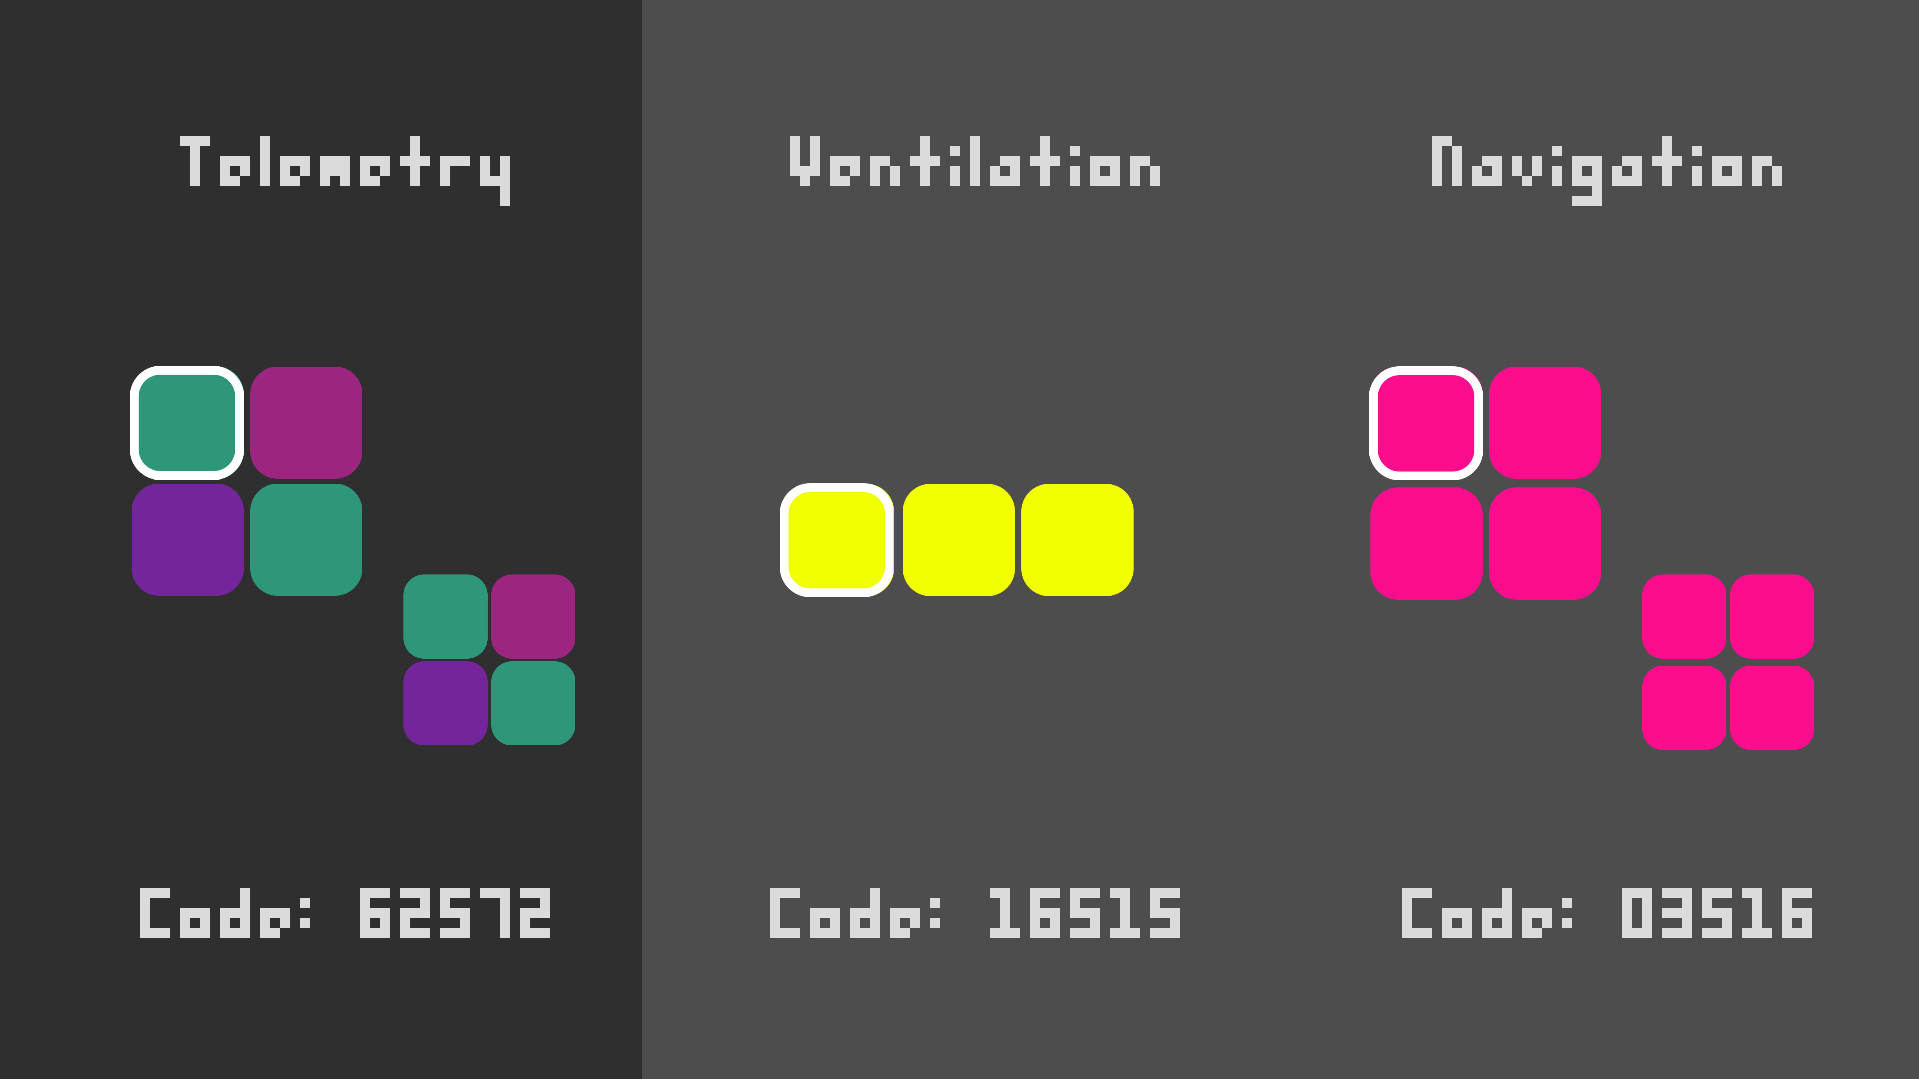 Telemetry
Ventilation
Navigation
Code: 62572
Code: 16515
Code: 03516